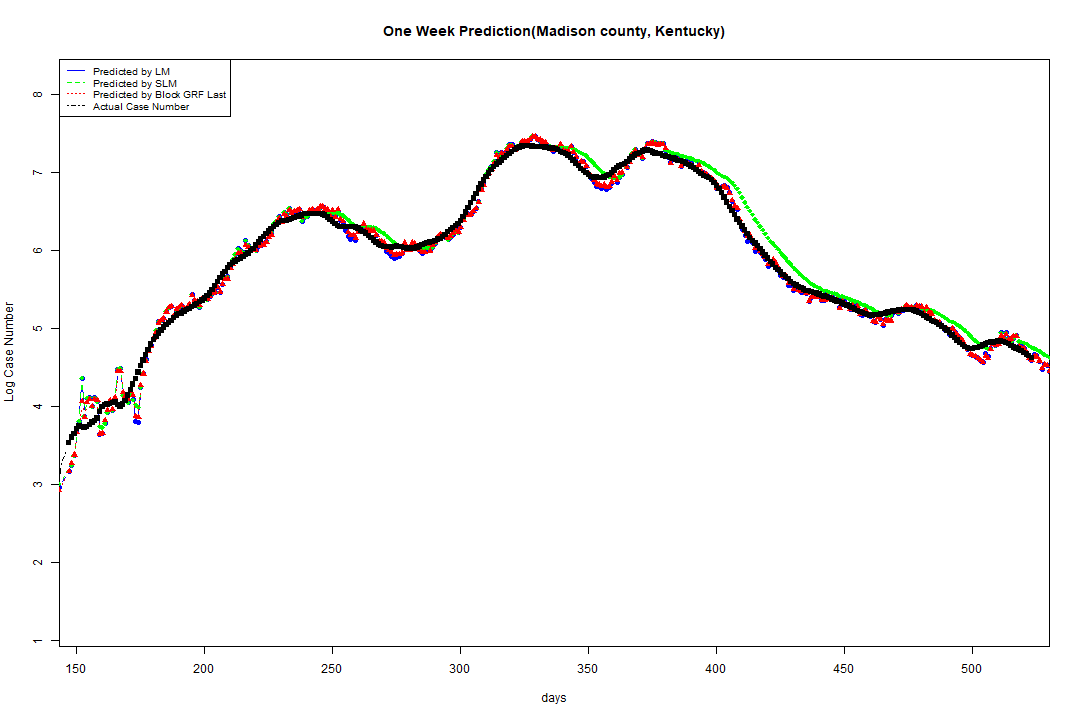 One Week Prediction(Madison county, Kentucky)
Predicted by LM
Predicted by SLM
Predicted by Block GRF Last
Actual Case Number
8
7
6
5
4
3
2
1
Log Case Number
150 200 250 300 350 400 450 500
days